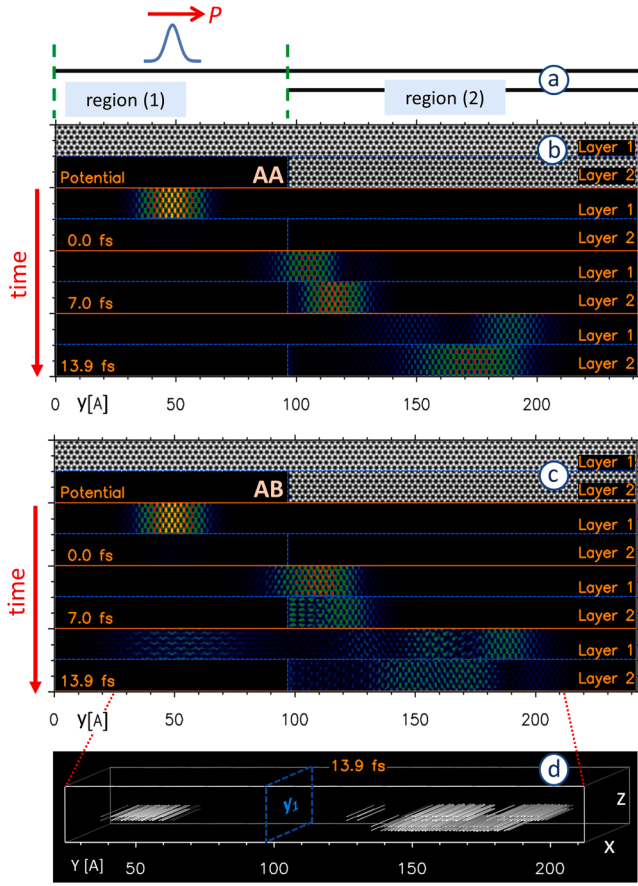 P
region (1)
region (2)
a
b
Layer 1
Potential
AA
Layer 2
Layer 1
0.0 fs
Layer 2
Layer 1
7.0 fs
Layer 2
Layer 1
13.9 fs
Layer 2
time
0
y[A]
50
100
150
200
Layer 1
c
Potential
AB
Layer 2
Layer 1
0.0 fs
Layer 2
Layer 1
7.0 fs
Layer 2
Layer 1
13.9 fs
Layer 2
time
0
y[A]
50
100
150
200
13.9 fs
d
y1
z
x
Y [A]
50
100
150
200